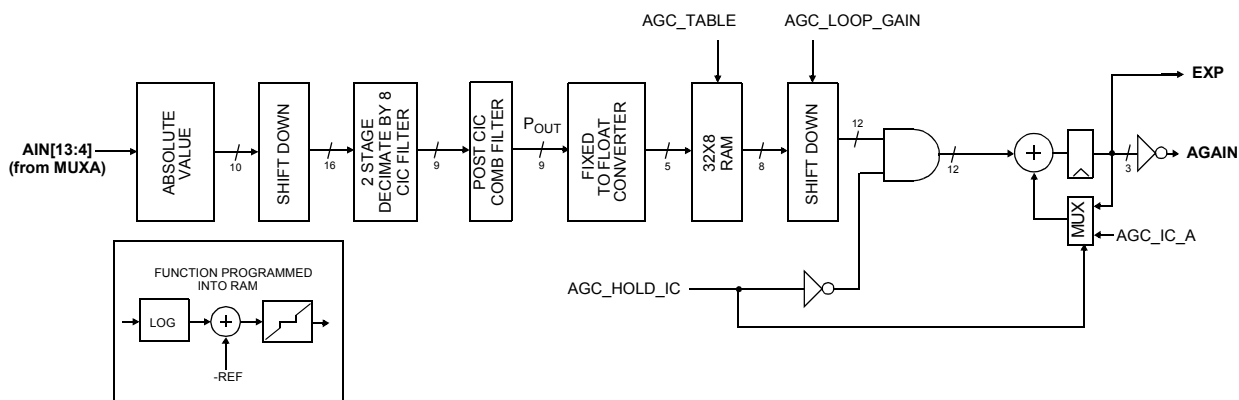 AGC_TABLE
AGC_LOOP_GAIN
EXP
AIN[13:4]
(from MUXA)
ABSOLUTE
VALUE
10
SHIFT DOWN
16
2 STAGE
DECIMATE BY 8
CIC FILTER
9
POST CIC
COMB FILTER
POUT
9
FIXED
TO FLOAT
CONVERTER
5
32X8
RAM
8
SHIFT DOWN
12
12
+
3
AGAIN
MUX
AGC_IC_A
AGC_HOLD_IC
FUNCTION PROGRAMMED
INTO RAM
LOG
+
-REF